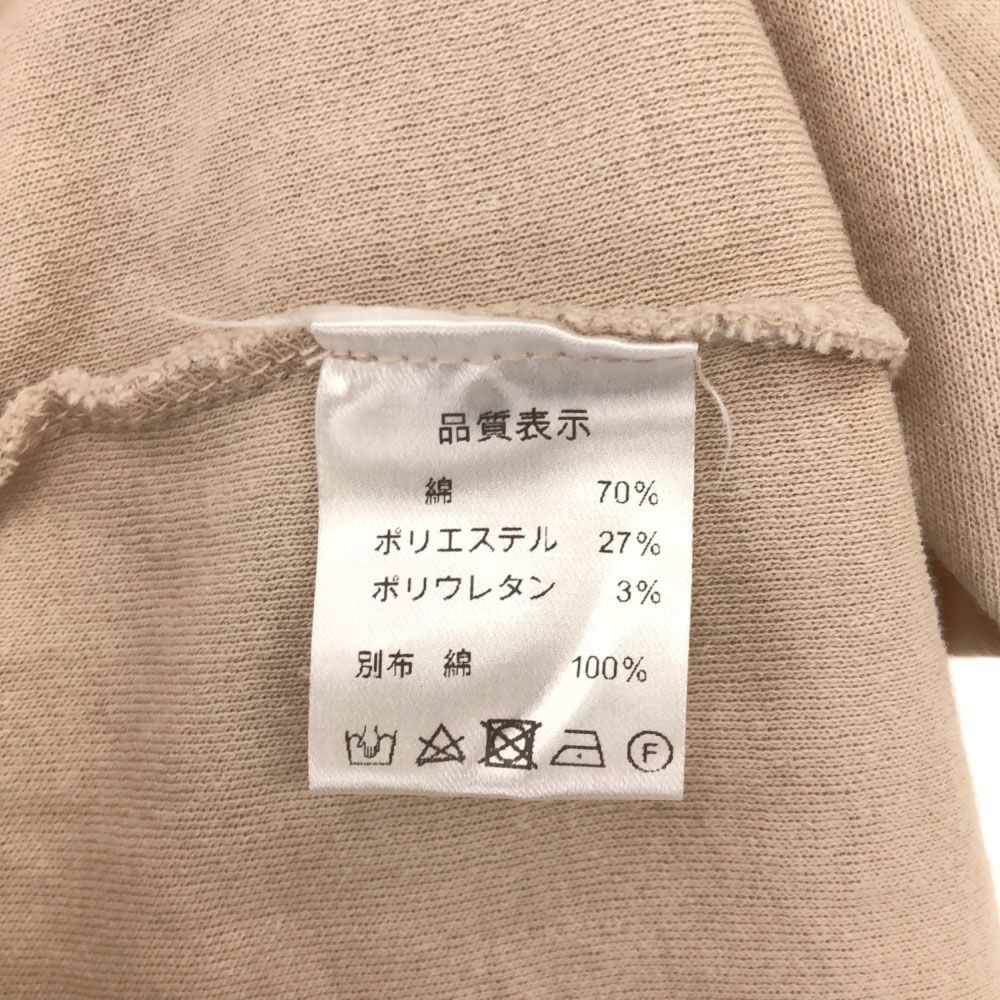 品質表示
綿 70%
ポリエステル 27%
ポリウレタン 3%
別布 綿 100%
F